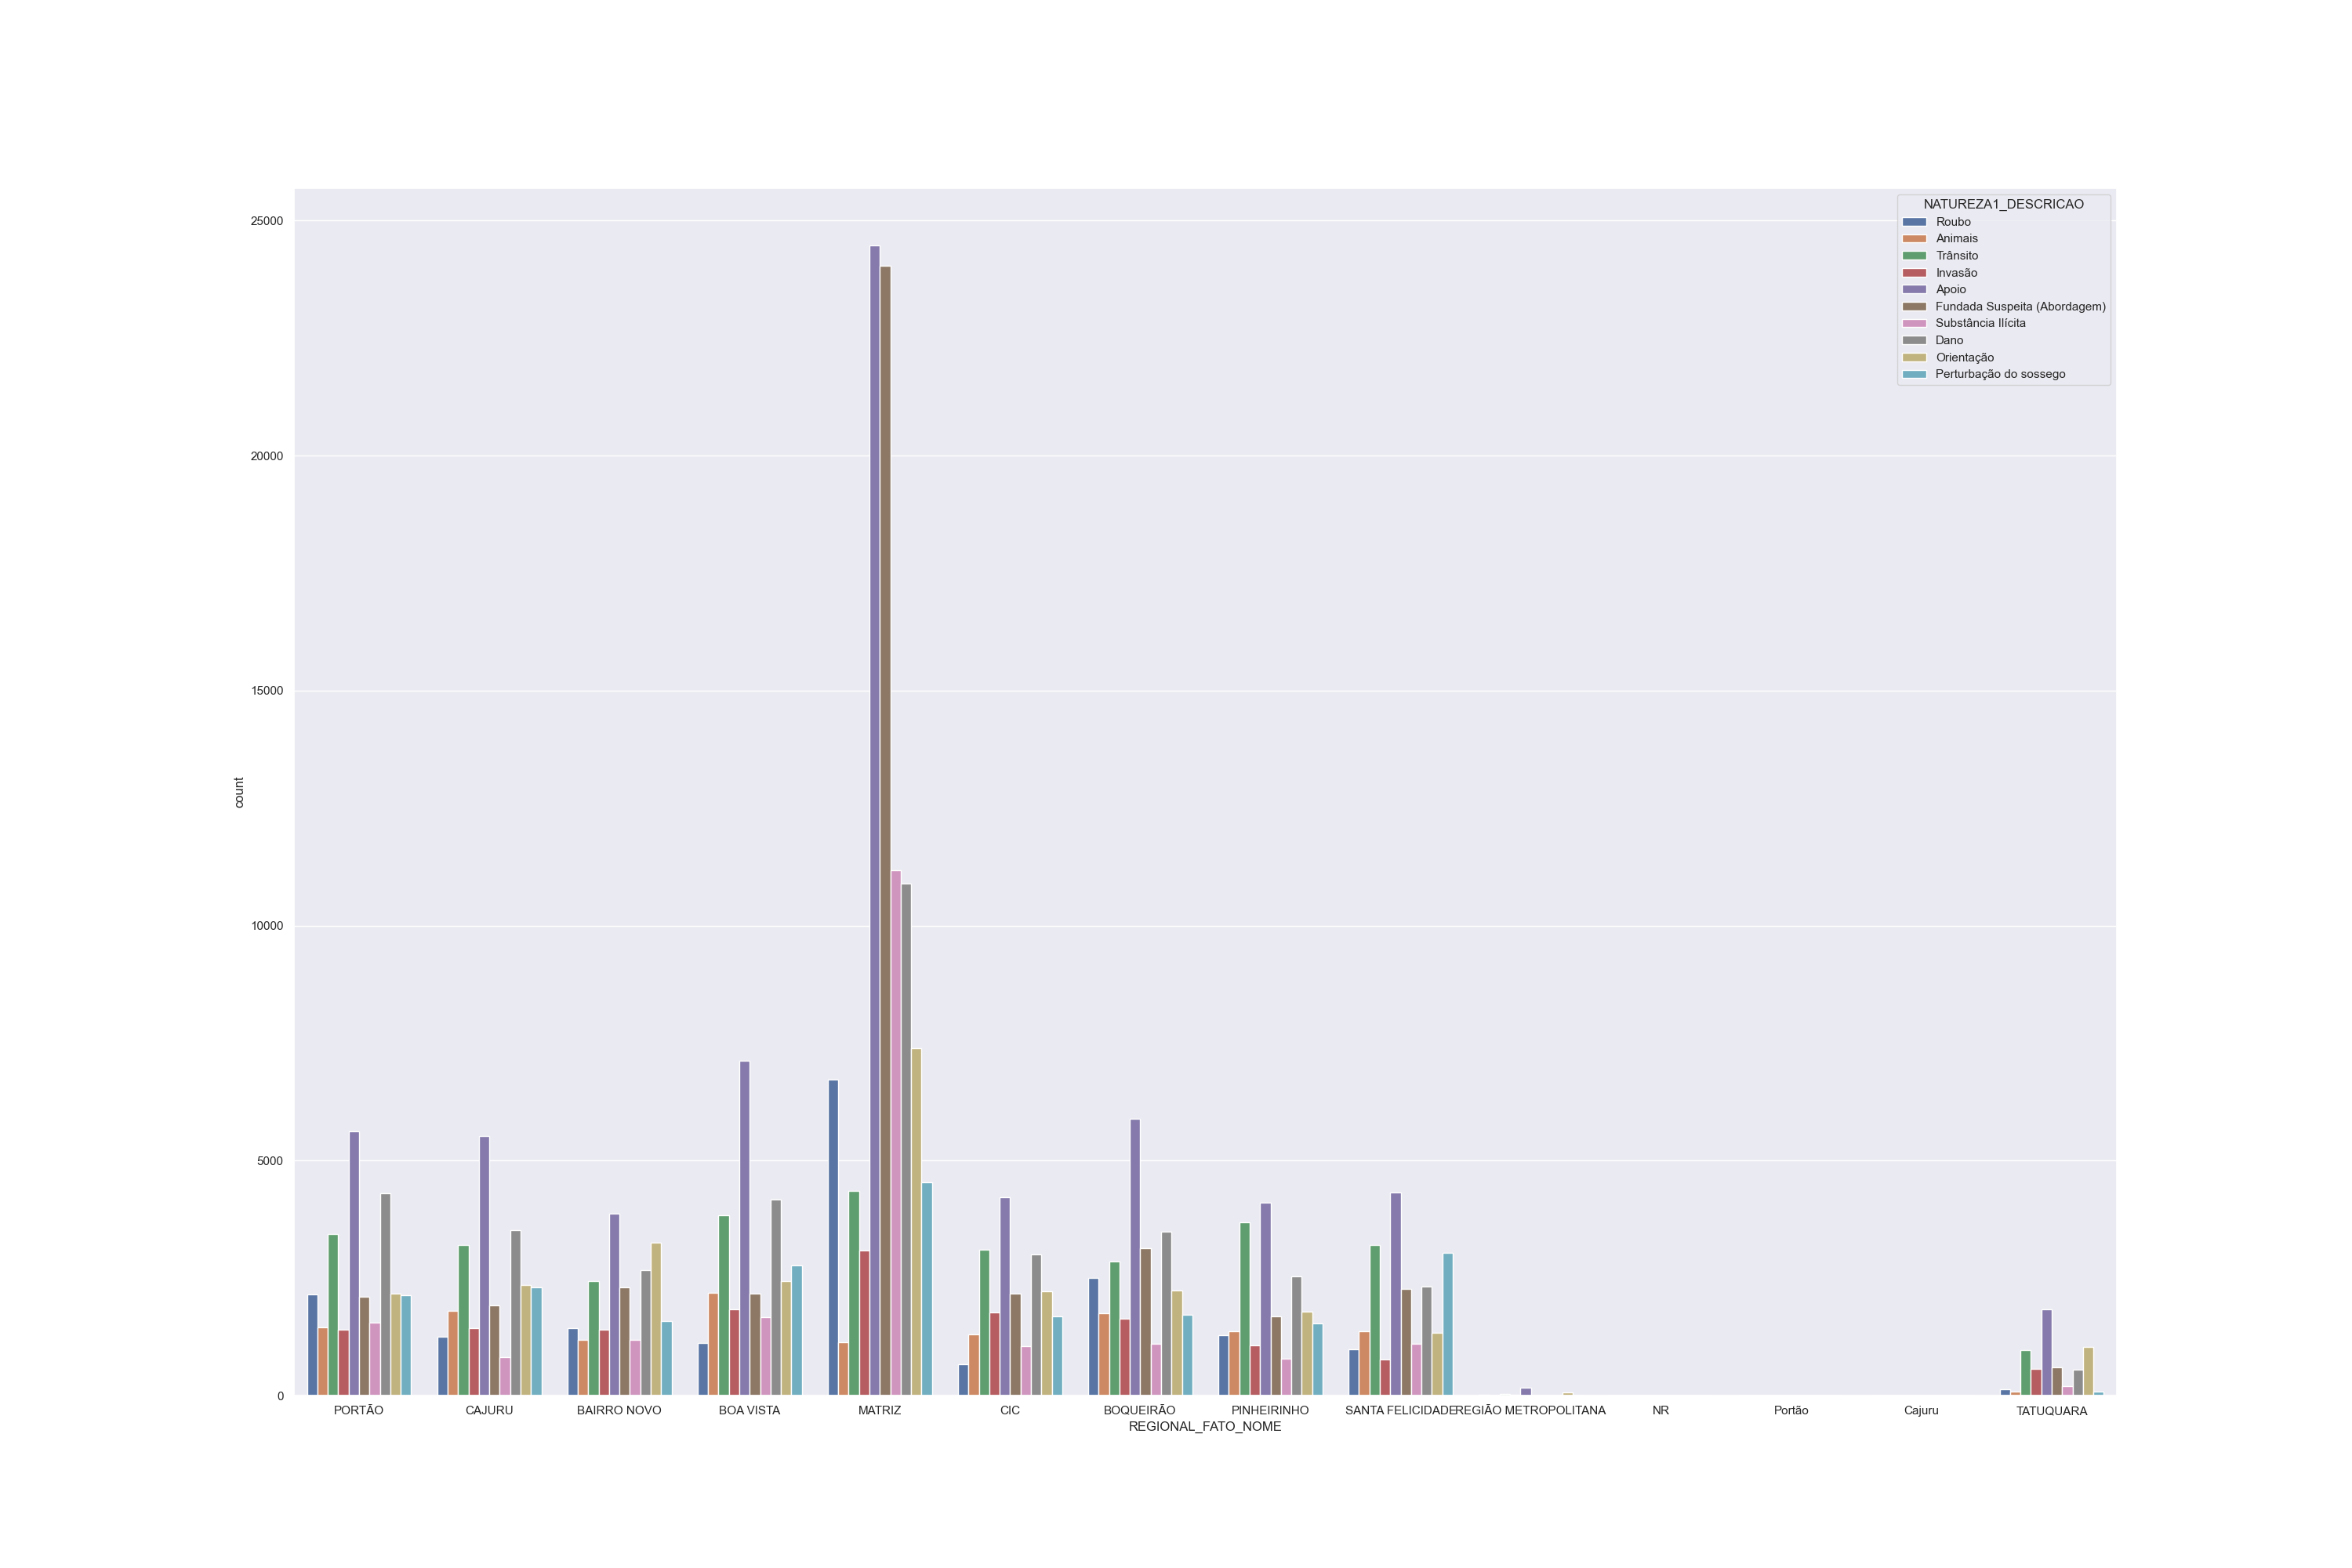 NATUREZA1_DESCRICAO
Roubo
Animais
Trânsito
Invasão
Apoio
Fundada Suspeita (Abordagem)
Substância Ilícita
Dano
Orientação
Perturbação do sossego
25000
20000
15000
10000
5000
0
count
PORTÃO CAJURU BAIRRO NOVO BOA VISTA MATRIZ CIC BOQUEIRÃO PINHEIRINHO SANTA FELICIDADE REGIÃO METROPOLITANA NR Portão Cajuru TATUQUARA
REGIONAL_FATO_NOME